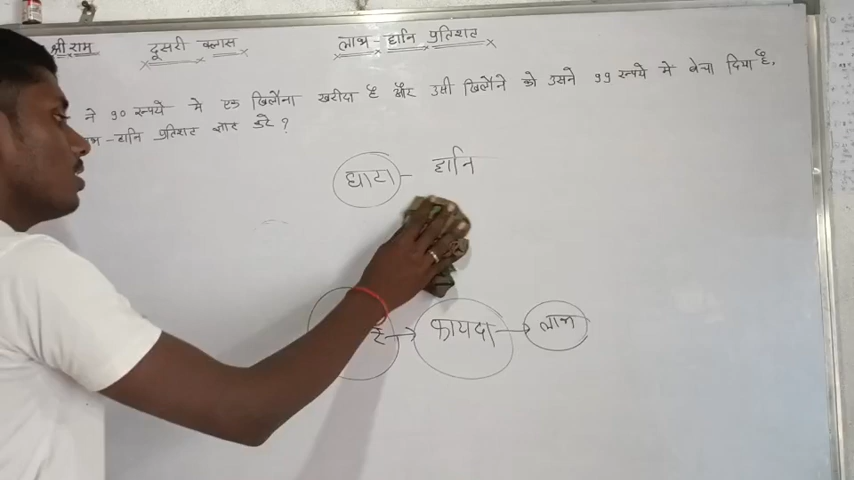 श्री राम
दूसरी क्लास
लाभ - हानि प्रतिशत
ने 90 रूपये मे एक खिलौना खरीदा है और उसी खिलौने को उसने 99 रूपये मे बेचा दिया है,
लाभ - हानि प्रतिशत ज्ञात करे ?
घाटा - हानि
फायदा → लाभ